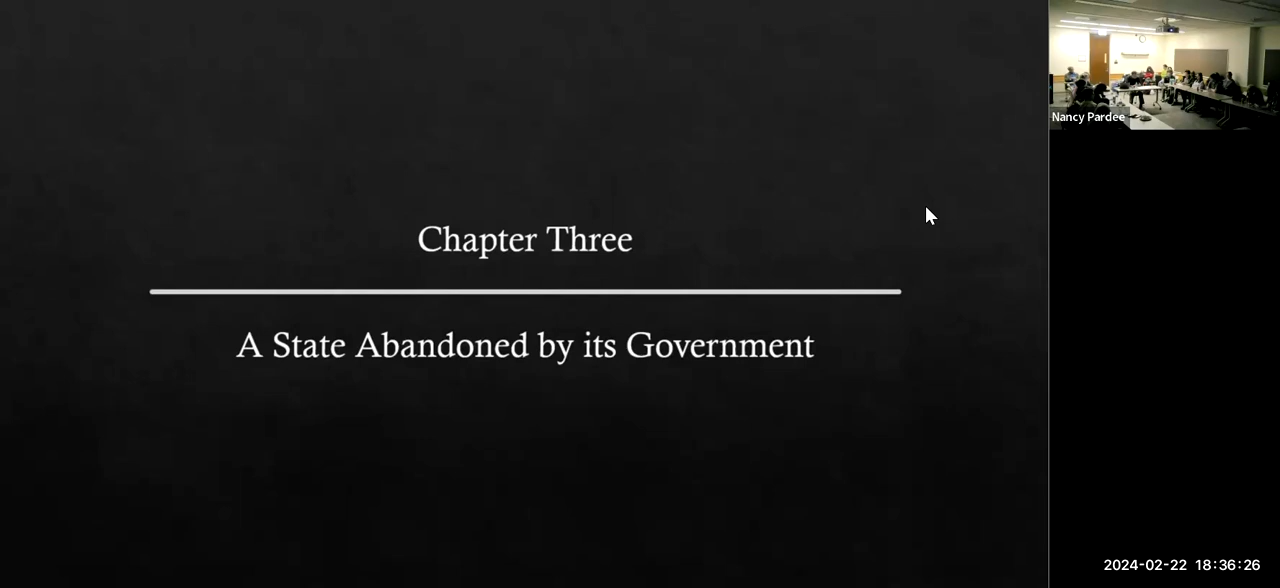 Chapter Three
A State Abandoned by its Government
Nancy Pardee
2024-02-22 18:36:26